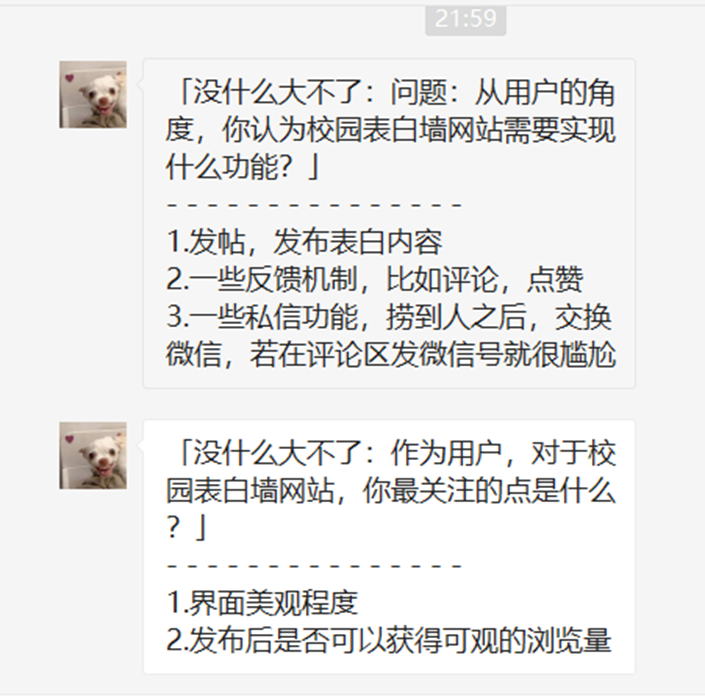 21:59
「没什么大不了：问题：从用户的角
度，你认为校园表白墙网站需要实现
什么功能？」
- - - - - - - - - - - - - - -
1.发帖，发布表白内容
2.一些反馈机制，比如评论，点赞
3.一些私信功能，捞到人之后，交换
微信，若在评论区发微信号就很尴尬
「没什么大不了：作为用户，对于校
园表白墙网站，你最关注的点是什么
？」
- - - - - - - - - - - - - - -
1.界面美观程度
2.发布后是否可以获得可观的浏览量